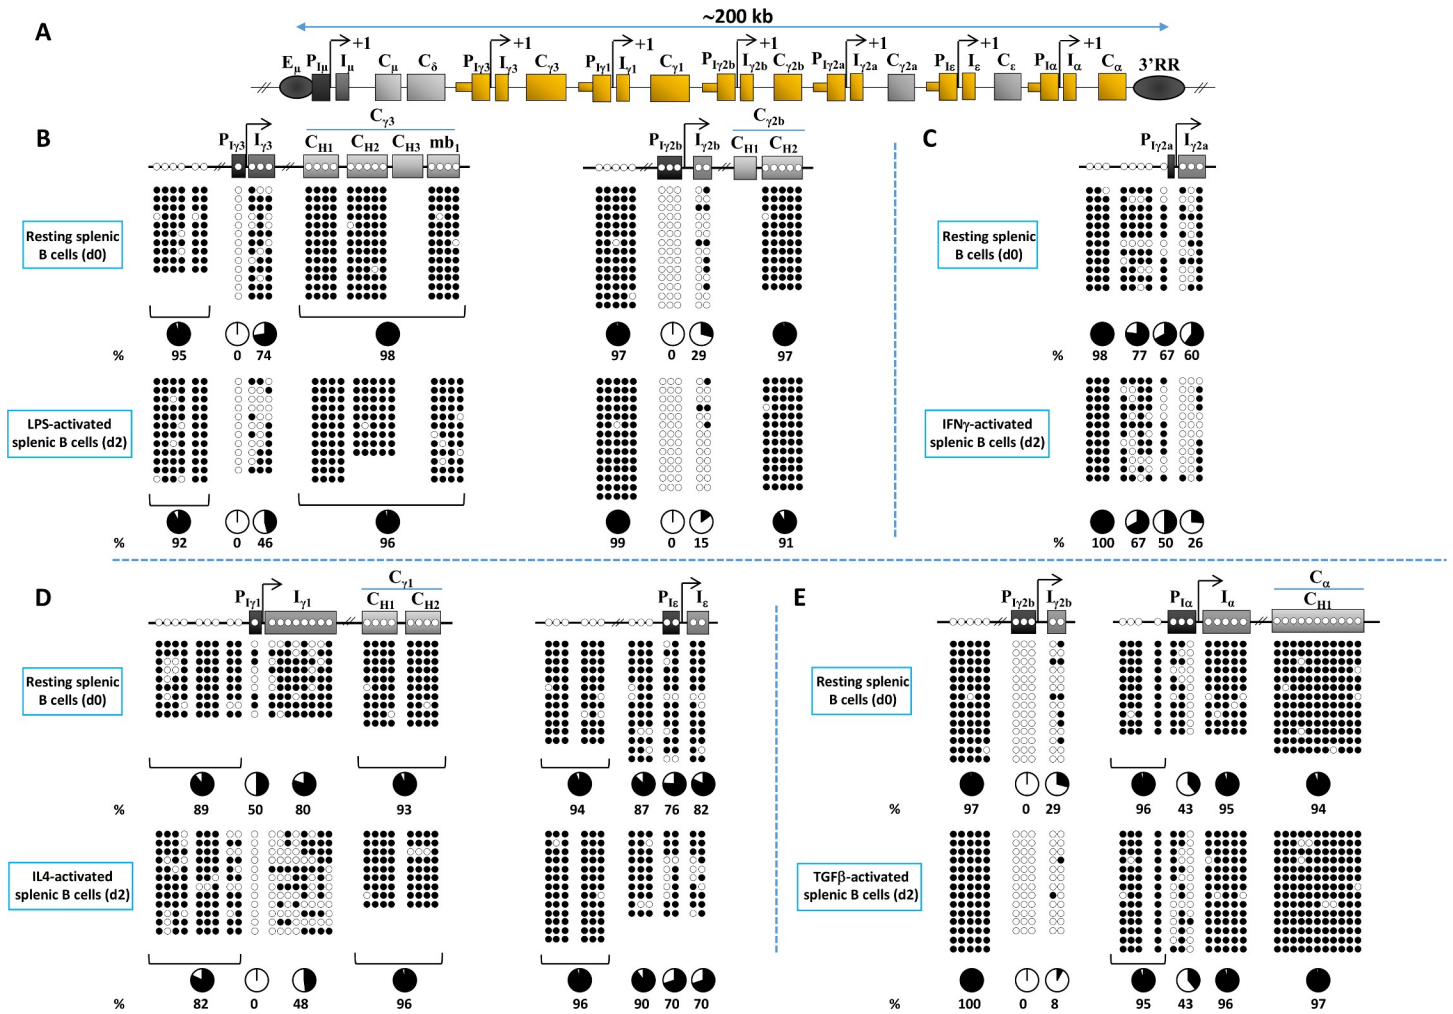 ~200 kb
A
+1 +1 +1 +1 +1 +1 +1
Eμ PIμ Iμ Cμ Cδ PIγ3 Iγ3 Cγ3 PIγ1 Iγ1 Cγ1 PIγ2b Iγ2b Cγ2b PIγ2a Iγ2a Cγ2a PIε Iε Cε PIα Iα Cα 3'RR
B
Cγ3
PIγ3 Iγ3 CH1 CH2 CH3 mb1
Cγ2b
PIγ2b Iγ2b CH1 CH2
Resting splenic
B cells (d0)
% 95 0 74 98 97 0 29 97
LPS-activated
splenic B cells (d2)
% 92 0 46 96 99 0 15 91
C
PIγ2a Iγ2a
Resting splenic
B cells (d0)
% 98 77 67 60
IFNγ-activated
splenic B cells (d2)
% 100 67 50 26
D
Cγ1
PIγ1 Iγ1 CH1 CH2
PIε Iε
Resting splenic
B cells (d0)
% 89 50 80 93 94 87 76 82
IL4-activated
splenic B cells (d2)
% 82 0 48 96 96 90 70 70
E
Cα
PIγ2b Iγ2b PIα Iα CH1
Resting splenic
B cells (d0)
% 97 0 29 96 43 95 94
TGFβ-activated
splenic B cells (d2)
% 100 0 8 95 43 96 97